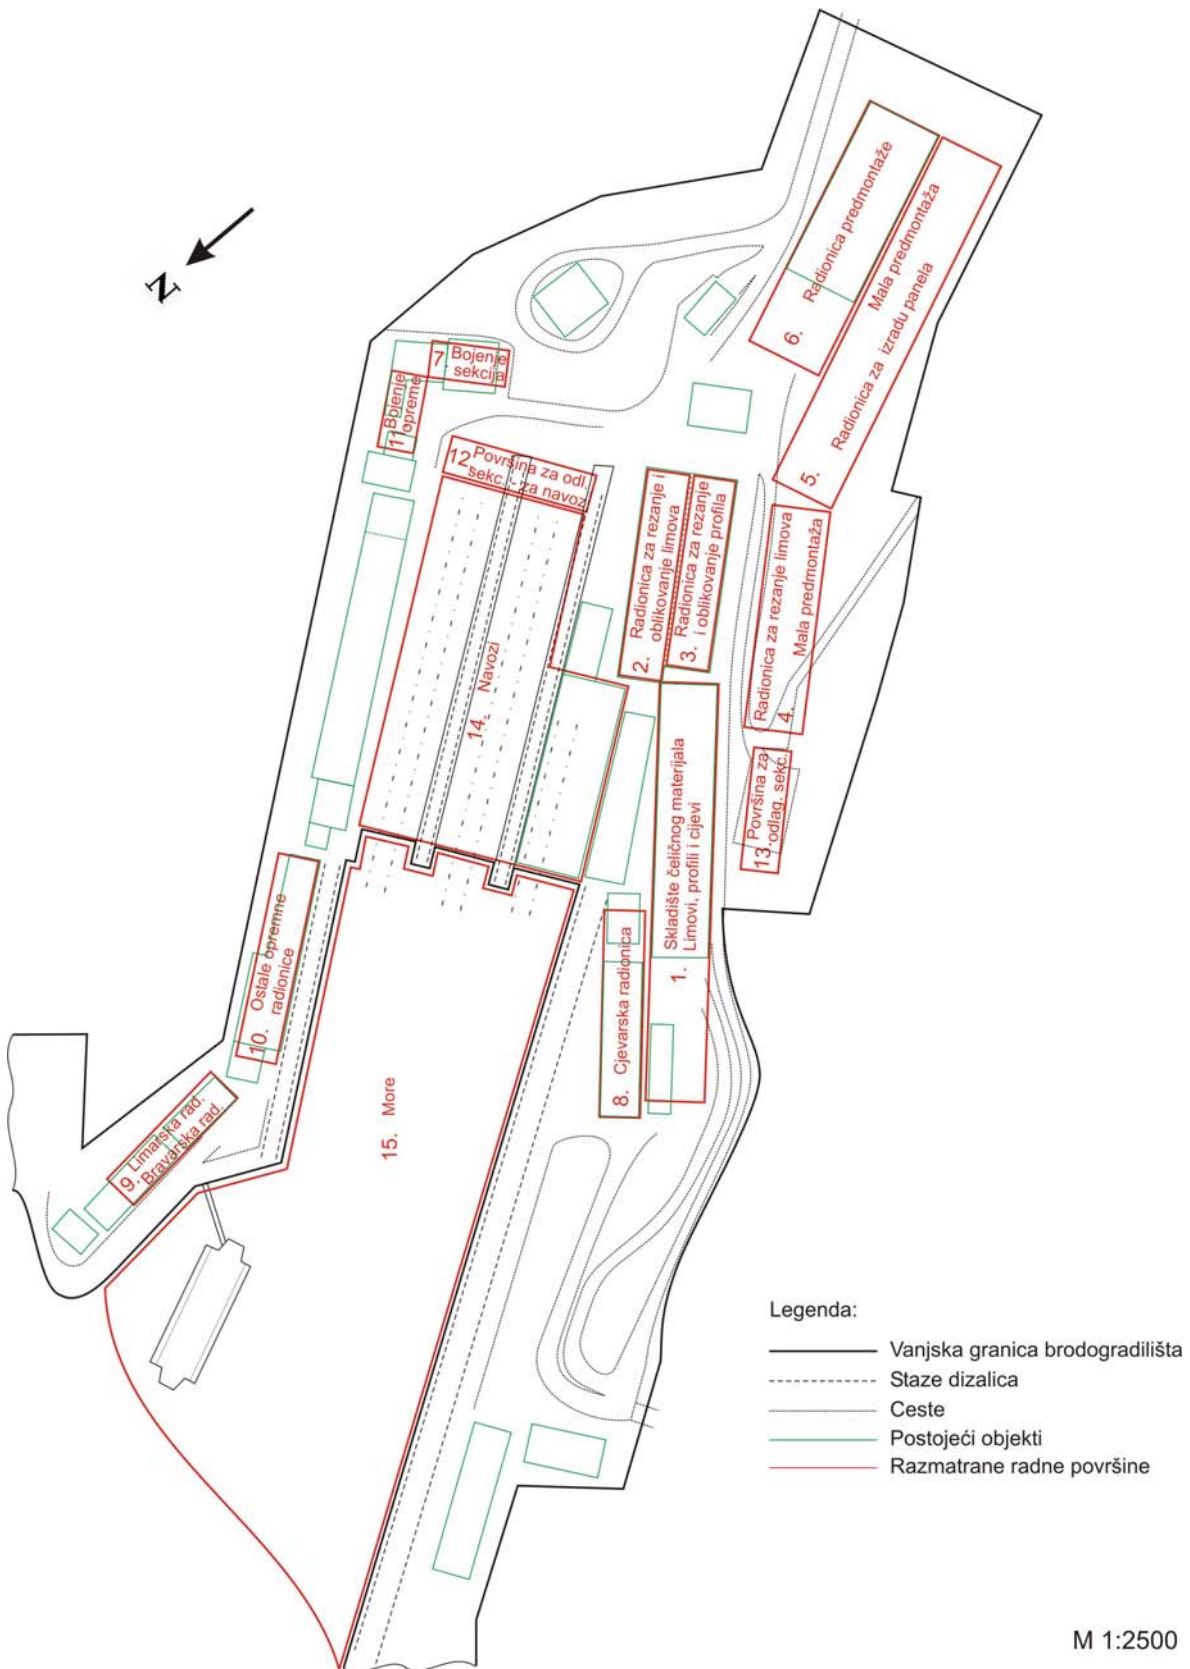 N
6. Radionica predmontaže
Mala predmontaža
5. Radionica za izradu panela
7. Bojenje
sekcija
11. Bojenje
opreme
12. Površina za odl.
sekc. - za navoz
2. Radionica za rezanje i
oblikovanje limova
3. Radionica za rezanje
i oblikovanje profila
Radionica za rezanje limova
4. Mala predmontaža
14. Navozi
13. Površina za
odlag. sekc.
1. Skladište čeličnog materijala
Limovi, profili i cijevi
8. Cjevarska radionica
10. Ostale opremne
radionice
9. Limarska rad.
Bravarska rad.
15. More
Legenda:
Vanjska granica brodogradilišta
Staze dizalica
Ceste
Postojeći objekti
Razmatrane radne površine
M 1:2500